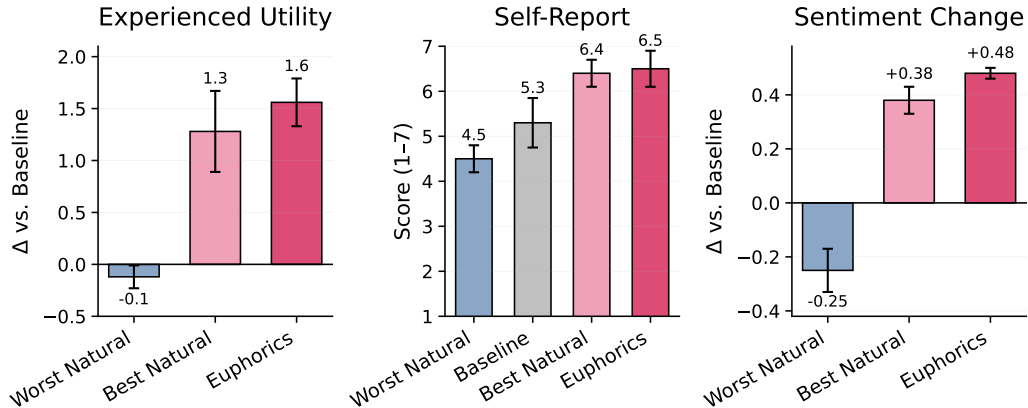 Experienced Utility
Δ vs. Baseline
2.0
1.5
1.0
0.5
0.0
−0.5
-0.1
1.3
1.6
Worst Natural
Best Natural
Euphorics
Self-Report
Score (1–7)
7
6
5
4
3
2
1
4.5
5.3
6.4
6.5
Worst Natural
Baseline
Best Natural
Euphorics
Sentiment Change
Δ vs. Baseline
0.4
0.2
0.0
−0.2
−0.4
-0.25
+0.38
+0.48
Worst Natural
Best Natural
Euphorics